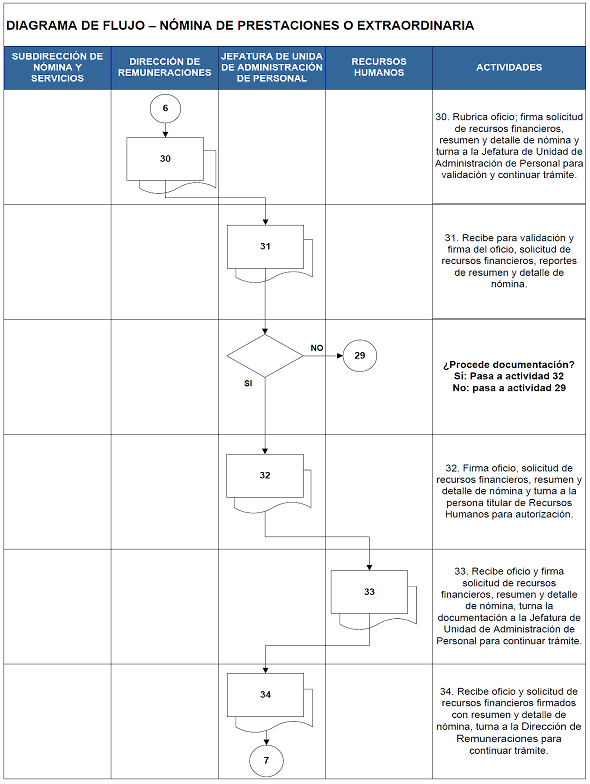 DIAGRAMA DE FLUJO – NÓMINA DE PRESTACIONES O EXTRAORDINARIA
SUBDIRECCIÓN DE
NÓMINA Y
SERVICIOS
DIRECCIÓN DE
REMUNERACIONES
JEFATURA DE UNIDA
DE ADMINISTRACIÓN
DE PERSONAL
RECURSOS
HUMANOS
ACTIVIDADES
6
30
30. Rubrica oficio; firma solicitud
de recursos financieros,
resumen y detalle de nómina y
turna a la Jefatura de Unidad de
Administración de Personal para
validación y continuar trámite.
31
31. Recibe para validación y
firma del oficio, solicitud de
recursos financieros, reportes
de resumen y detalle de
nómina.
NO
29
SI
¿Procede documentación?
Sí: Pasa a actividad 32
No: pasa a actividad 29
32
32. Firma oficio, solicitud de
recursos financieros, resumen y
detalle de nómina y turna a la
persona titular de Recursos
Humanos para autorización.
33
33. Recibe oficio y firma
solicitud de recursos
financieros, resumen y detalle
de nómina, turna la
documentación a la Jefatura de
Unidad de Administración de
Personal para continuar trámite.
34
34. Recibe oficio y solicitud de
recursos financieros firmados
con resumen y detalle de
nómina, turna a la Dirección de
Remuneraciones para
continuar trámite.
7